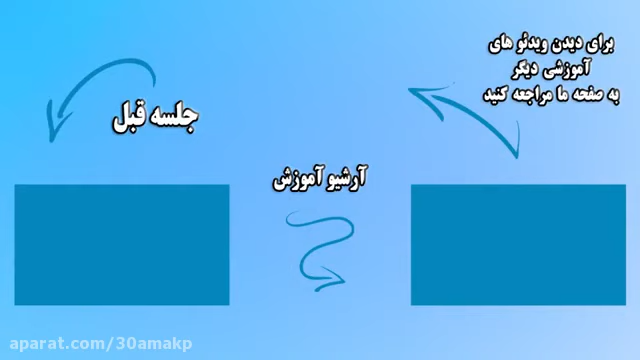 برای دیدن ویدئو های
آموزشی دیگر
به صفحه ما مراجعه کنید
جلسه قبل
آرشیو آموزش
aparat.com/30amakp